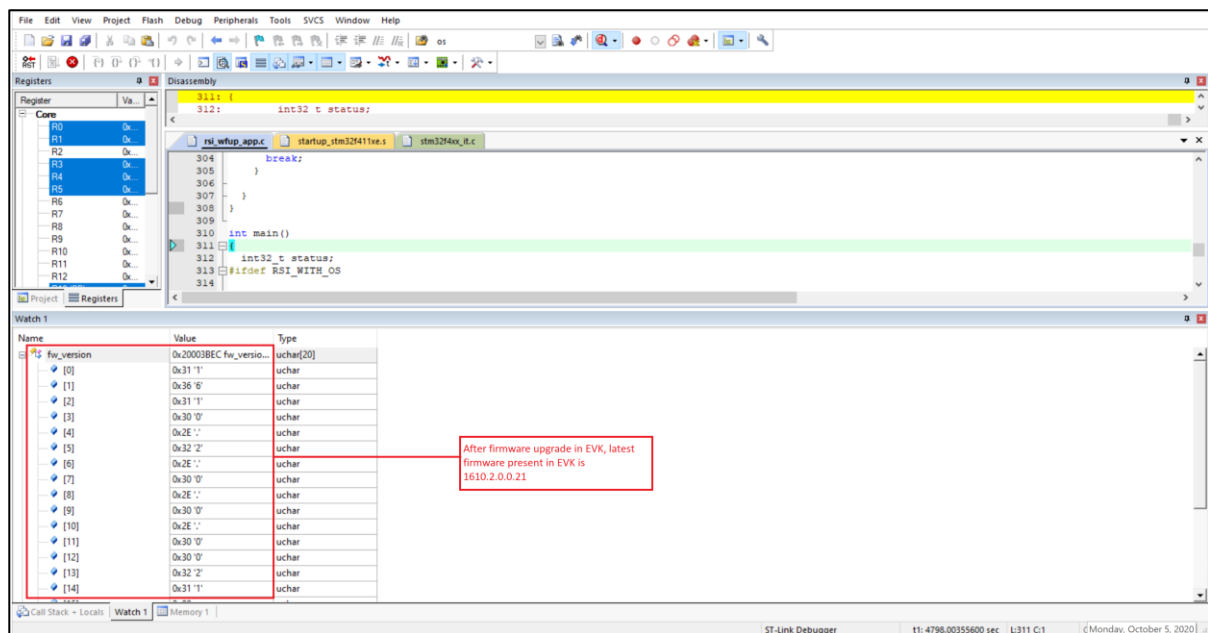 File Edit View Project Flash Debug Peripherals Tools SVCS Window Help
os
RST
Registers
Disassembly
Register Va...
Core
R0 0x...
R1 0x...
R2 0x...
R3 0x...
R4 0x...
R5 0x...
R6 0x...
R7 0x...
R8 0x...
R9 0x...
R10 0x...
R11 0x...
R12 0x...
Project Registers
311: {
312: int32_t status;
rsi_wfup_app.c startup_stm32f411xe.s stm32f4xx_it.c
304 break;
305 }
306
307 }
308 }
309
310 int main()
311 {
312 int32_t status;
313 #ifdef RSI_WITH_OS
314
Watch 1
Name Value Type
fw_version 0x20003BEC fw_versio... uchar[20]
[0] 0x31 '1' uchar
[1] 0x36 '6' uchar
[2] 0x31 '1' uchar
[3] 0x30 '0' uchar
[4] 0x2E '.' uchar
[5] 0x32 '2' uchar
[6] 0x2E '.' uchar
[7] 0x30 '0' uchar
[8] 0x2E '.' uchar
[9] 0x30 '0' uchar
[10] 0x2E '.' uchar
[11] 0x30 '0' uchar
[12] 0x30 '0' uchar
[13] 0x32 '2' uchar
[14] 0x31 '1' uchar
After firmware upgrade in EVK, latest
firmware present in EVK is
1610.2.0.0.21
Call Stack + Locals Watch 1 Memory 1
ST-Link Debugger t1: 4798.00355600 sec L:311 C:1 Monday, October 5, 2020